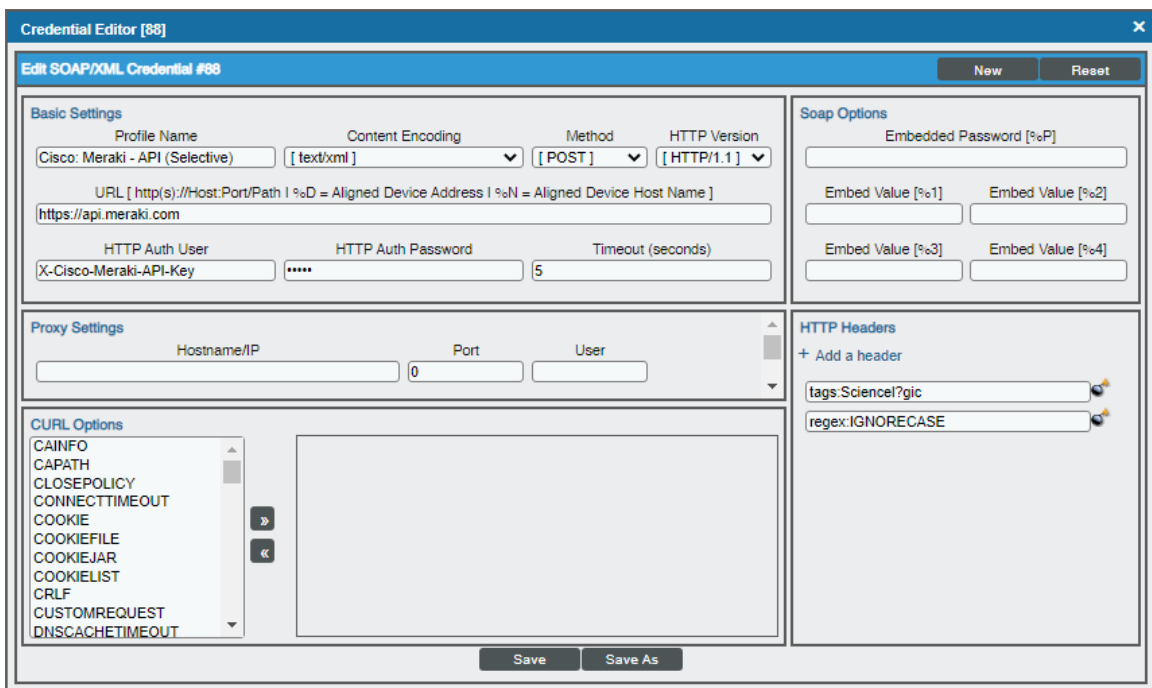 Credential Editor [88]
×
Edit SOAP/XML Credential #88
New
Reset
Basic Settings
Profile Name
Content Encoding
Method
HTTP Version
Cisco: Meraki - API (Selective)
[ text/xml ]
[ POST ]
[ HTTP/1.1 ]
URL [ http(s)://Host:Port/Path | %D = Aligned Device Address | %N = Aligned Device Host Name ]
https://api.meraki.com
HTTP Auth User
HTTP Auth Password
Timeout (seconds)
X-Cisco-Meraki-API-Key
•••••
5
Soap Options
Embedded Password [%P]
Embed Value [%1]
Embed Value [%2]
Embed Value [%3]
Embed Value [%4]
Proxy Settings
Hostname/IP
Port
User
0
HTTP Headers
+ Add a header
tags:Sciencel?gic
regex:IGNORECASE
CURL Options
CAINFO
CAPATH
CLOSEPOLICY
CONNECTTIMEOUT
COOKIE
COOKIEFILE
COOKIEJAR
COOKIELIST
CRLF
CUSTOMREQUEST
DNSCACHETIMEOUT
»
«
Save
Save As